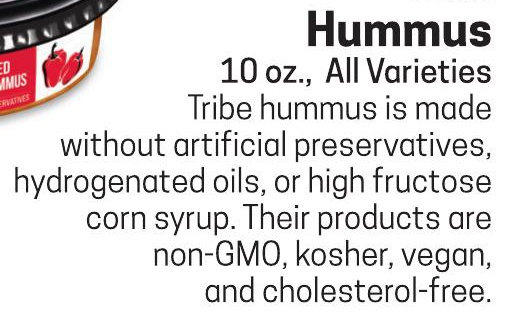 Hummus
10 oz., All Varieties
Tribe hummus is made
without artificial preservatives,
hydrogenated oils, or high fructose
corn syrup. Their products are
non-GMO, kosher, vegan,
and cholesterol-free.